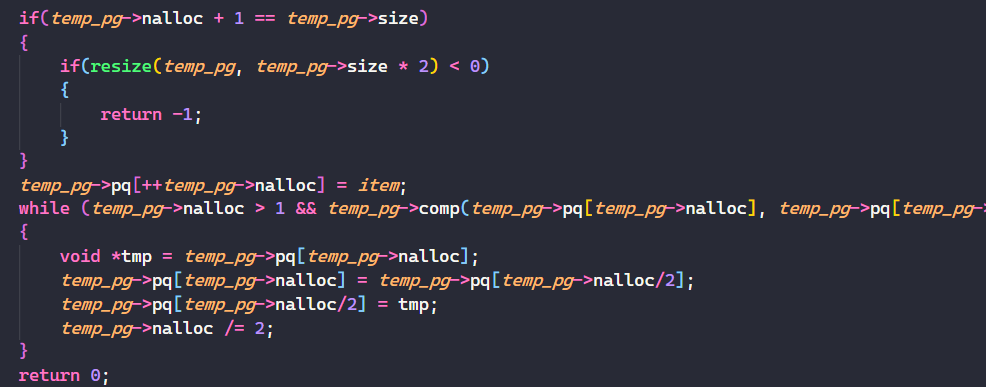 if(temp_pg->nalloc + 1 == temp_pg->size)
{
    if(resize(temp_pg, temp_pg->size * 2) < 0)
    {
        return -1;
    }
}
temp_pg->pq[++temp_pg->nalloc] = item;
while (temp_pg->nalloc > 1 && temp_pg->comp(temp_pg->pq[temp_pg->nalloc], temp_pg->pq[temp_pg->
{
    void *tmp = temp_pg->pq[temp_pg->nalloc];
    temp_pg->pq[temp_pg->nalloc] = temp_pg->pq[temp_pg->nalloc/2];
    temp_pg->pq[temp_pg->nalloc/2] = tmp;
    temp_pg->nalloc /= 2;
}
return 0;